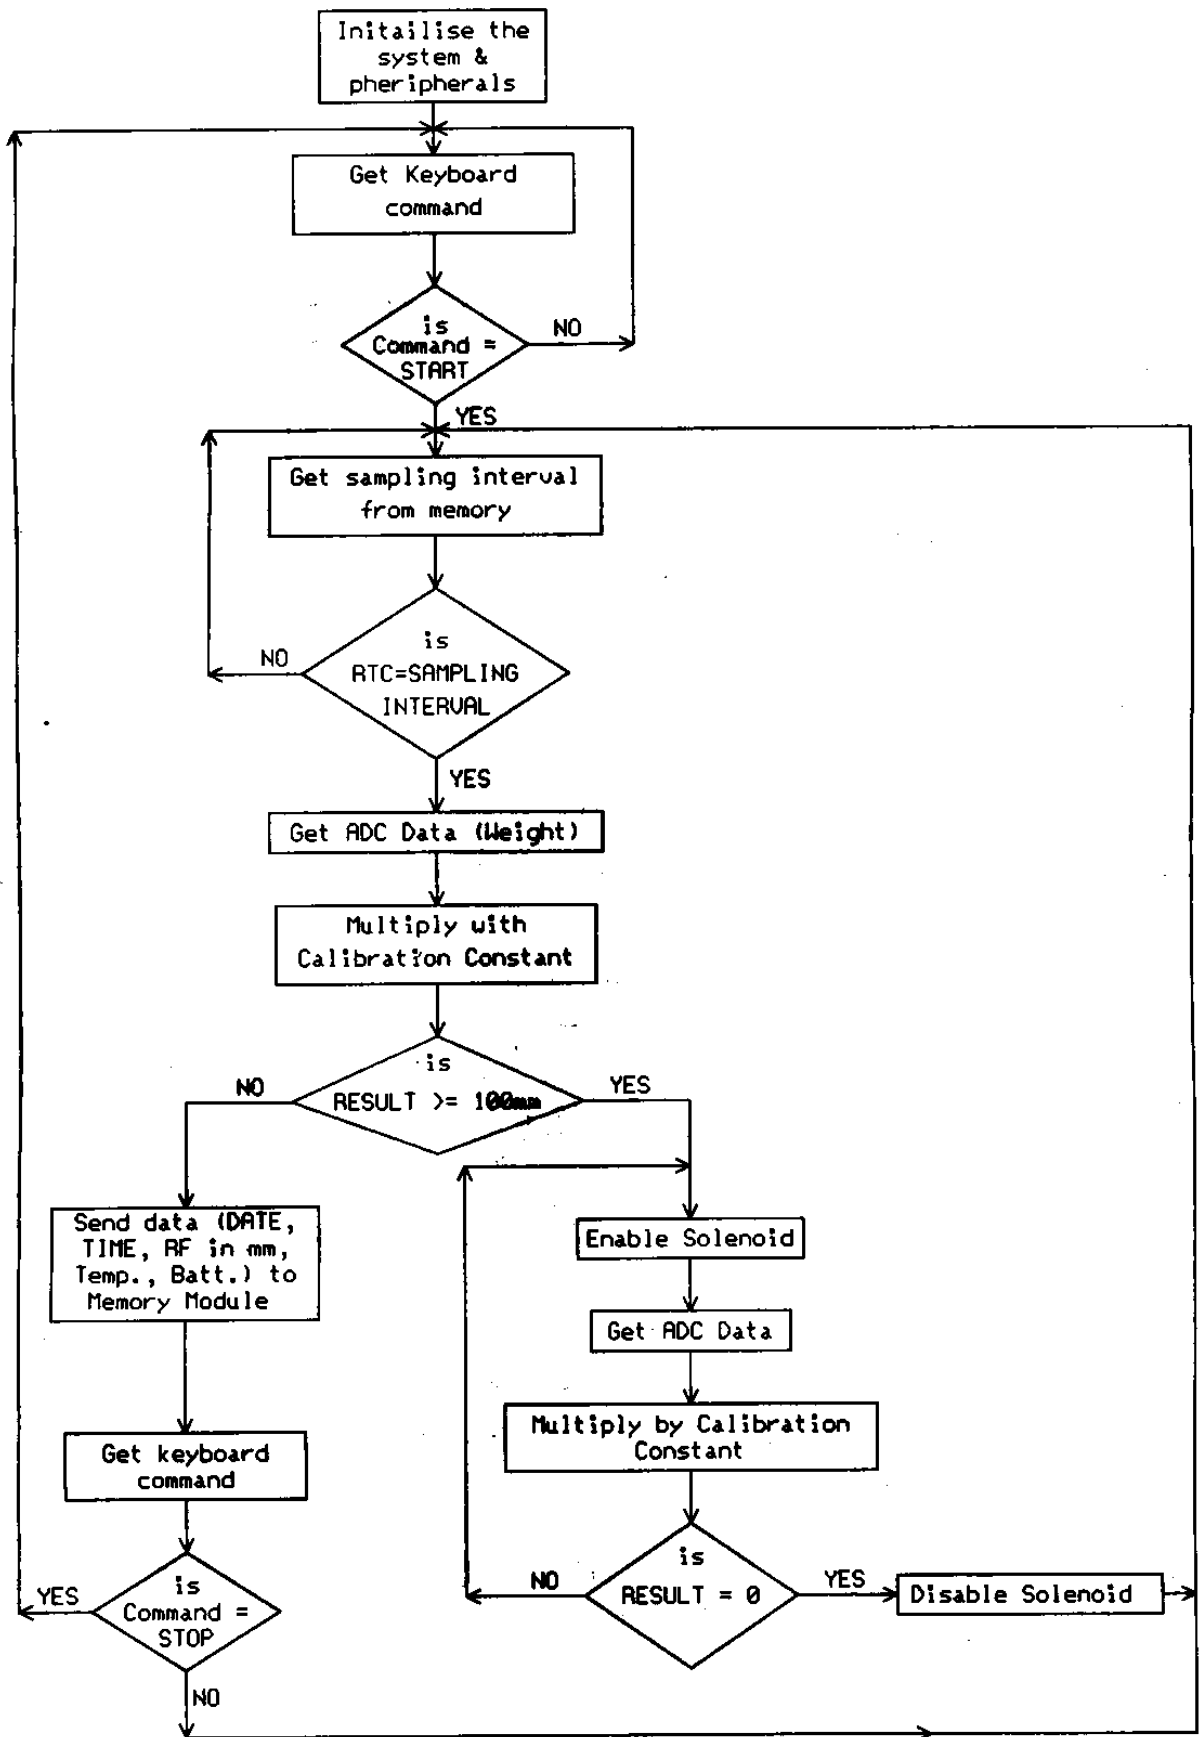 Initailise the
system &
pheripherals
Get Keyboard
command
is
Command =
START
NO
YES
Get sampling interval
from memory
is
RTC=SAMPLING
INTERVAL
NO
YES
Get ADC Data (Weight)
Multiply with
Calibration Constant
is
RESULT >= 100mm
NO
YES
Send data (DATE,
TIME, RF in mm,
Temp., Batt.) to
Memory Module
Get keyboard
command
is
Command =
STOP
YES
NO
Enable Solenoid
Get ADC Data
Multiply by Calibration
Constant
is
RESULT = 0
NO
YES
Disable Solenoid